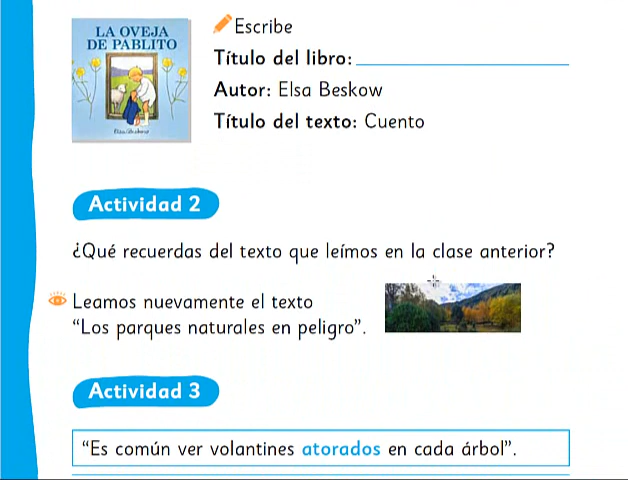 LA OVEJA
DE PABLITO
Elsa Beskow
Escribe
Título del libro:
Autor: Elsa Beskow
Título del texto: Cuento
Actividad 2
¿Qué recuerdas del texto que leímos en la clase anterior?
Leamos nuevamente el texto
“Los parques naturales en peligro”.
Actividad 3
“Es común ver volantines atorados en cada árbol”.